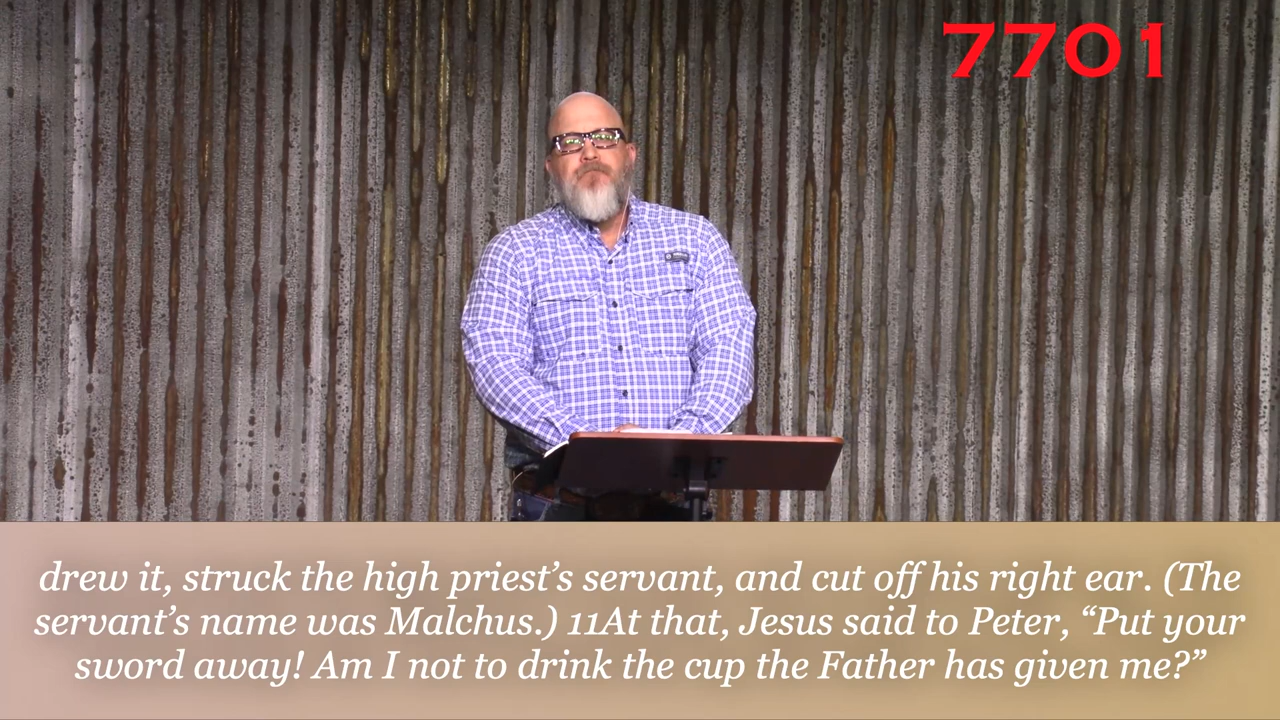 7701
drew it, struck the high priest’s servant, and cut off his right ear. (The
servant’s name was Malchus.) 11At that, Jesus said to Peter, “Put your
sword away! Am I not to drink the cup the Father has given me?”